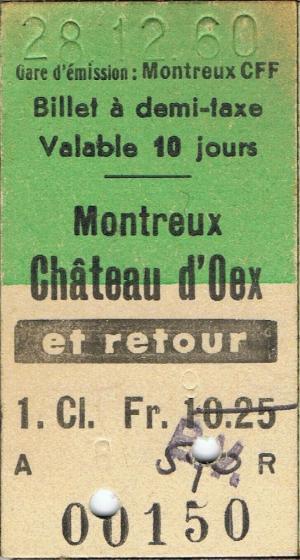 28 12 60
Gare d'émission : Montreux CFF
Billet à demi-taxe
Valable 10 jours
Montreux
Château d'Oex
et retour
1. Cl. Fr. 10.25
A R
00150